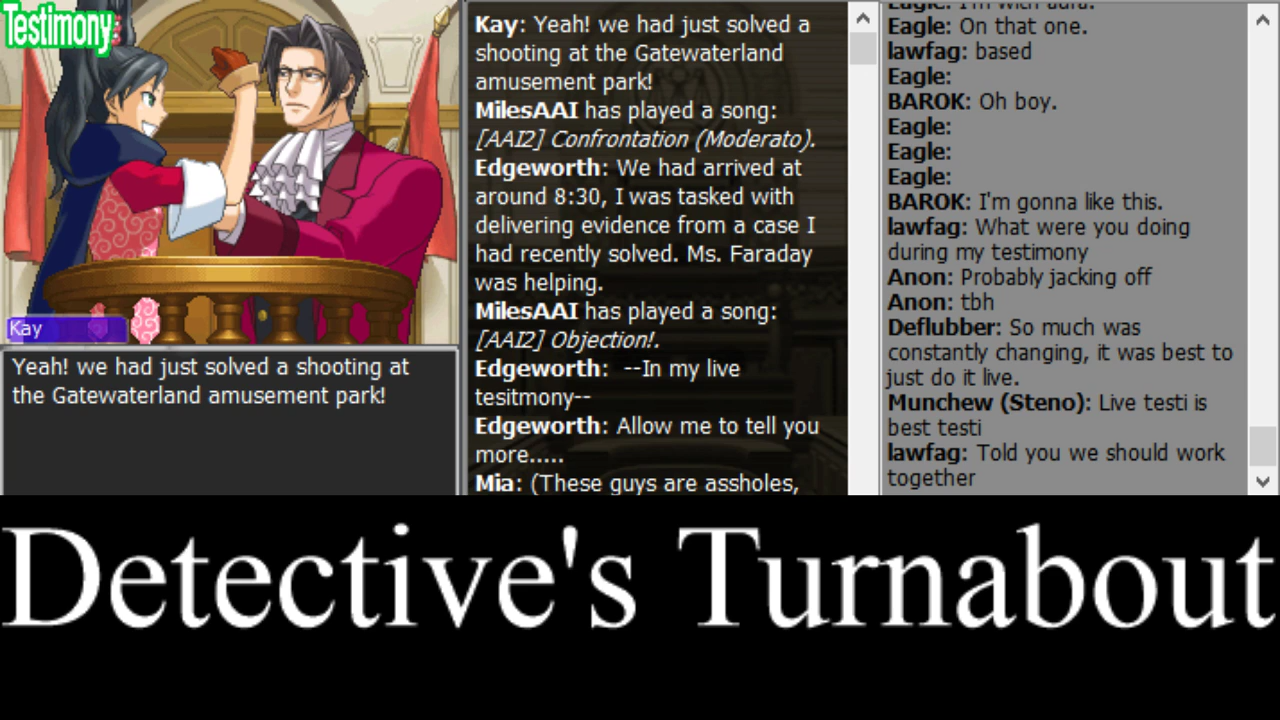 Testimony
Kay
Yeah! we had just solved a shooting at
the Gatewaterland amusement park!
Kay: Yeah! we had just solved a
shooting at the Gatewaterland
amusement park!
MilesAAI has played a song:
[AAI2] Confrontation (Moderato).
Edgeworth: We had arrived at
around 8:30, I was tasked with
delivering evidence from a case I
had recently solved. Ms. Faraday
was helping.
MilesAAI has played a song:
[AAI2] Objection!.
Edgeworth:  --In my live
tesitmony--
Edgeworth: Allow me to tell you
more.....
Mia: (These guys are assholes,
Eagle: I'm wich aura.
Eagle: On that one.
lawfag: based
Eagle:
BAROK: Oh boy.
Eagle:
Eagle:
Eagle:
BAROK: I'm gonna like this.
lawfag: What were you doing
during my testimony
Anon: Probably jacking off
Anon: tbh
Deflubber: So much was
constantly changing, it was best to
just do it live.
Munchew (Steno): Live testi is
best testi
lawfag: Told you we should work
together
Detective's Turnabout